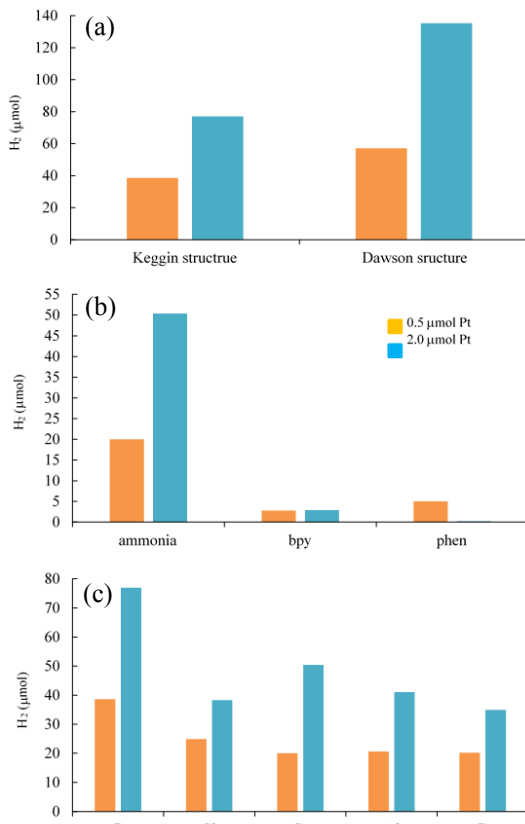 (a)
140
120
100
80
60
40
20
0
H₂ (μmol)
Keggin structrue
Dawson sructure
(b)
55
50
45
40
35
30
25
20
15
10
5
0
H₂ (μmol)
0.5 μmol Pt
2.0 μmol Pt
ammonia
bpy
phen
(c)
80
70
60
50
40
30
20
10
0
H₂ (μmol)